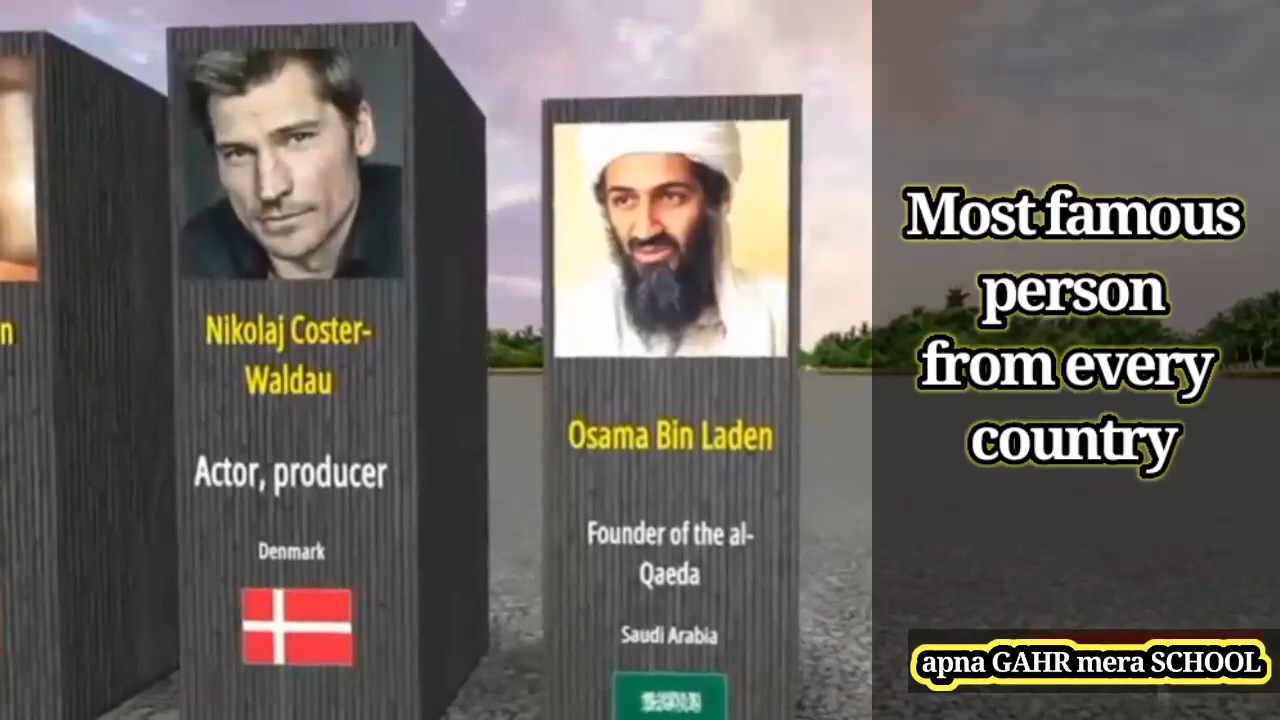 n
Nikolaj Coster-
Waldau
Actor, producer
Denmark
Osama Bin Laden
Founder of the al-
Qaeda
Saudi Arabia
Most famous
person
from every
country
apna GAHR mera SCHOOL